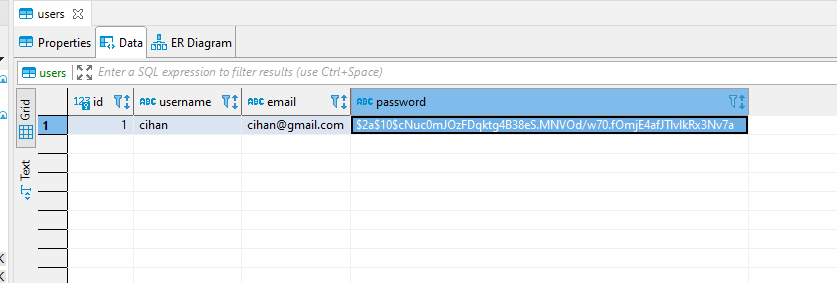 users
Properties Data ER Diagram
users Enter a SQL expression to filter results (use Ctrl+Space)
Grid
Text
123 id ABC username ABC email ABC password
1 1 cihan cihan@gmail.com $2a$10$cNuc0mJOzFDqktg4B38eS.MNVOd/w70.fOmjE4afJTlvIkRx3Nv7a